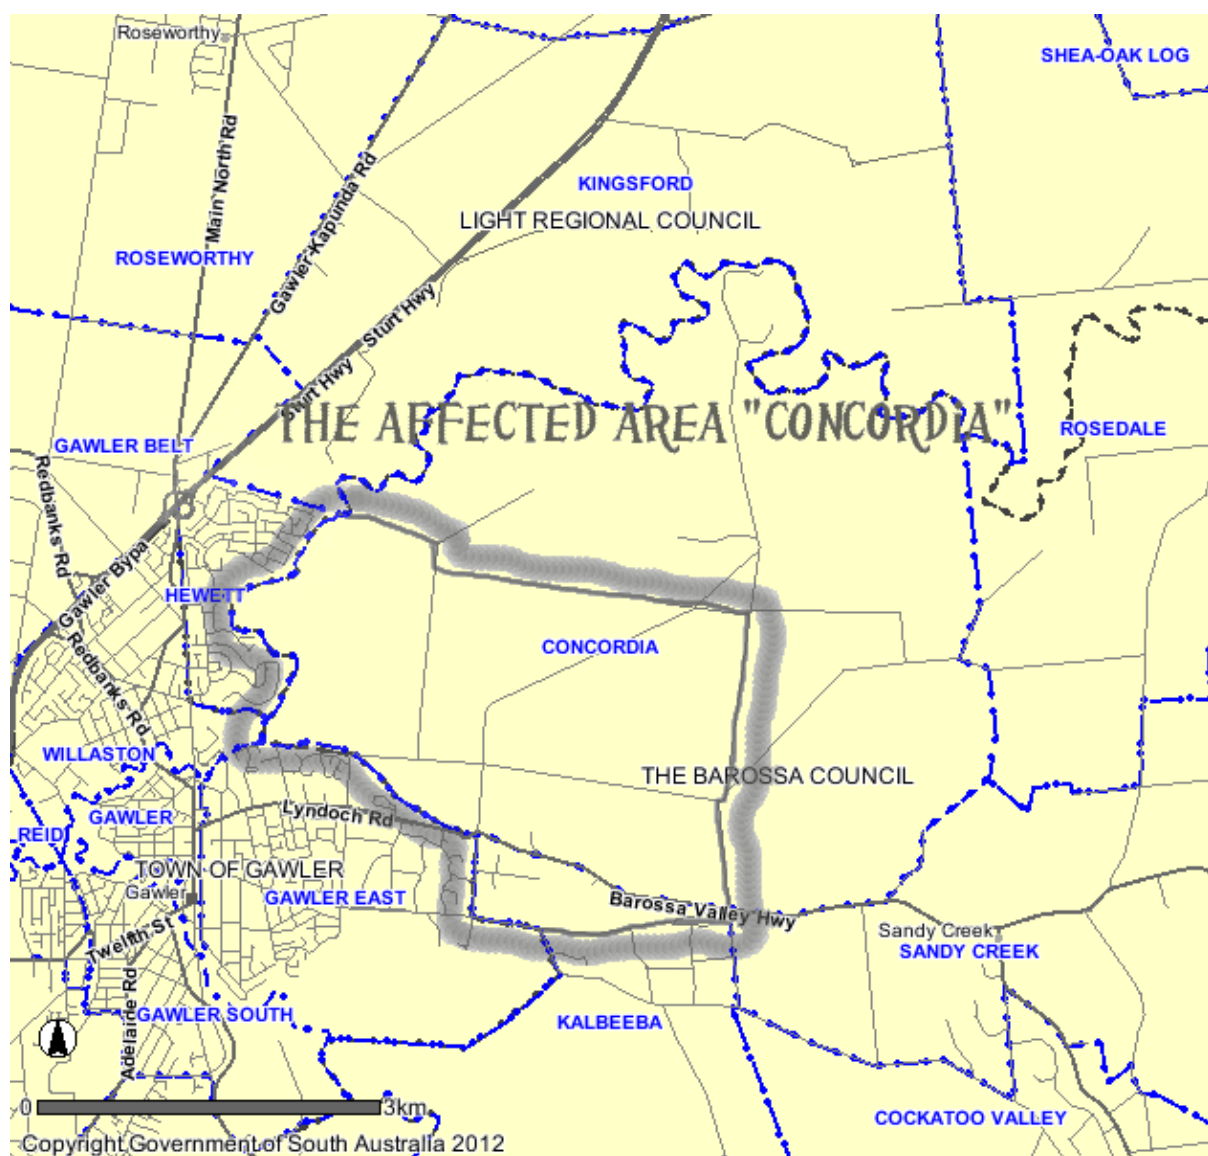 Roseworthy
SHEA-OAK LOG
Main North Rd
Gawler-Kapunda Rd
KINGSFORD
LIGHT REGIONAL COUNCIL
ROSEWORTHY
Sturt Hwy
Sturt Hwy
THE AFFECTED AREA "CONCORDIA"
GAWLER BELT
ROSEDALE
Redbanks Rd
Gawler Bypa
HEWETT
Redbanks Rd
CONCORDIA
WILLASTON
THE BAROSSA COUNCIL
GAWLER
Lyndoch Rd
REID
TOWN OF GAWLER
Gawler
GAWLER EAST
Barossa Valley Hwy
Twelfth St
Sandy Creek
SANDY CREEK
Adelaide Rd
GAWLER SOUTH
KALBEEBA
0 3km
COCKATOO VALLEY
Copyright Government of South Australia 2012